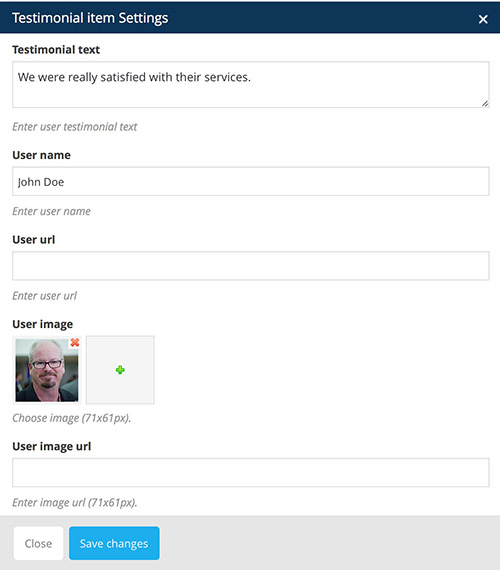 Testimonial item Settings
Testimonial text
We were really satisfied with their services.
Enter user testimonial text
User name
John Doe
Enter user name
User url
Enter user url
User image
Choose image (71x61px).
User image url
Enter image url (71x61px).
Close
Save changes